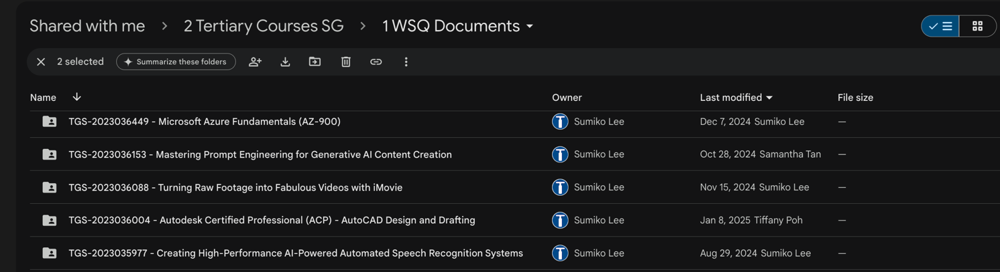 Shared with me > 2 Tertiary Courses SG > 1 WSQ Documents
2 selected Summarize these folders
Name Owner Last modified File size
TGS-2023036449 - Microsoft Azure Fundamentals (AZ-900) Sumiko Lee Dec 7, 2024 Sumiko Lee —
TGS-2023036153 - Mastering Prompt Engineering for Generative AI Content Creation Sumiko Lee Oct 28, 2024 Samantha Tan —
TGS-2023036088 - Turning Raw Footage into Fabulous Videos with iMovie Sumiko Lee Nov 15, 2024 Sumiko Lee —
TGS-2023036004 - Autodesk Certified Professional (ACP) - AutoCAD Design and Drafting Sumiko Lee Jan 8, 2025 Tiffany Poh —
TGS-2023035977 - Creating High-Performance AI-Powered Automated Speech Recognition Systems Sumiko Lee Aug 29, 2024 Sumiko Lee —